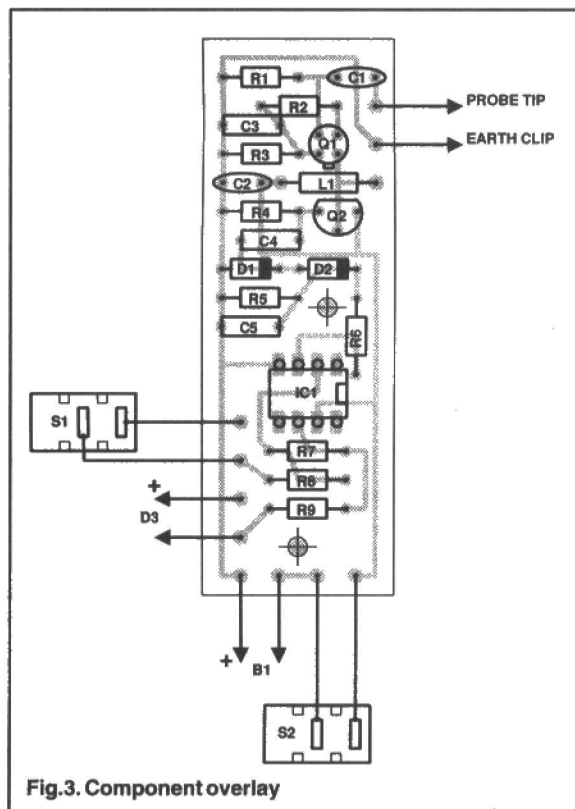 R1
C1
R2
PROBE TIP
C3
Q1
EARTH CLIP
R3
C2
L1
R4
Q2
C4
D1
D2
R5
C5
R6
IC1
S1
R7
R8
+
D3
R9
+
B1
S2
Fig.3. Component overlay